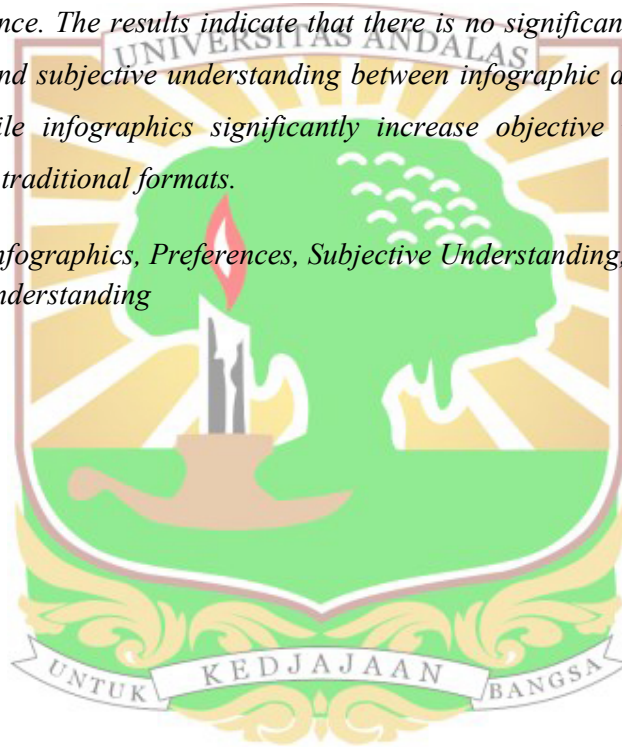 ence. The results indicate that there is no significan
UNIVERSITAS ANDALAS
nd subjective understanding between infographic a
ile infographics significantly increase objective
traditional formats.
nfographics, Preferences, Subjective Understanding,
nderstanding
UNTUK KEDJAJAAN BANGSA